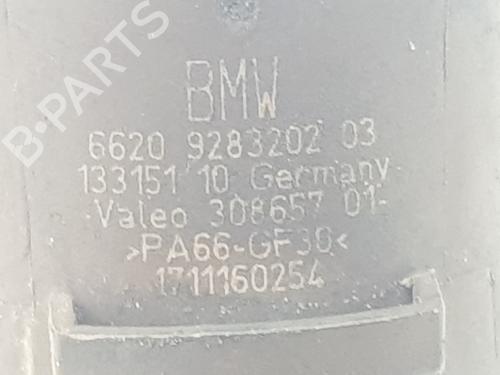 B-PARTS
BMW
6620 9283202 03
133151 10 Germany
Valeo 308657 01-
>PA66-GF30<
1711160254